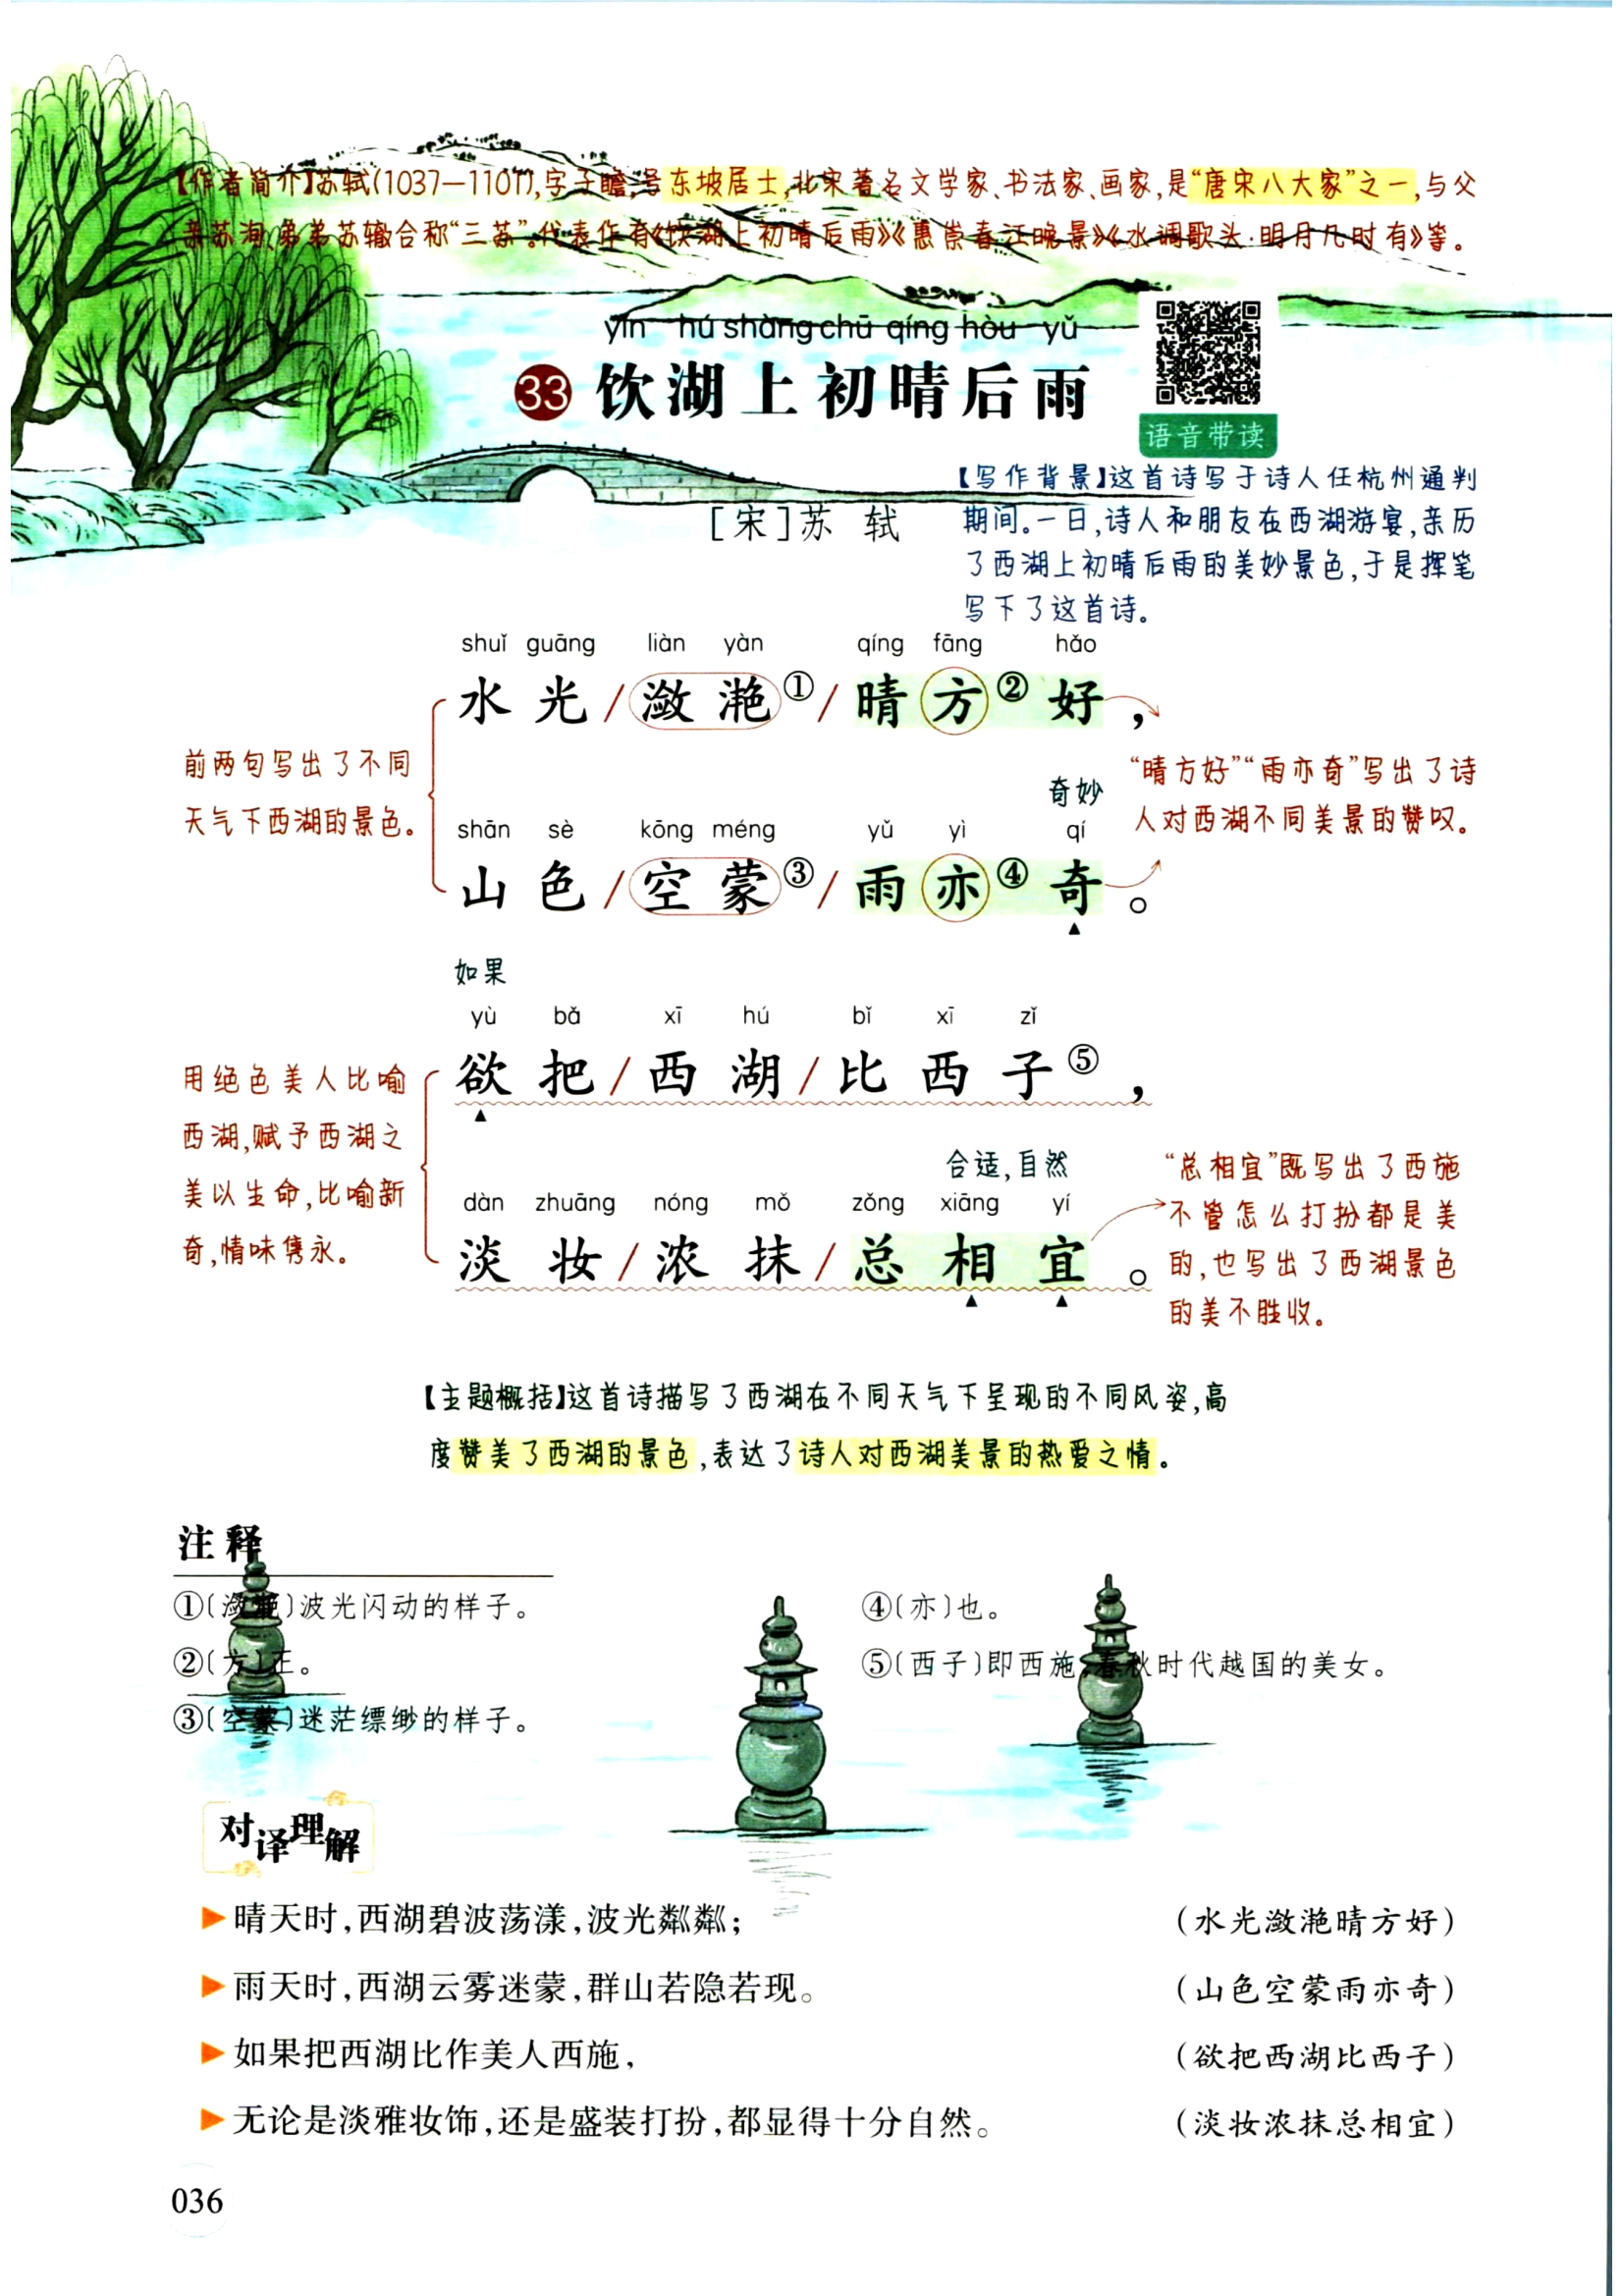 【作者简介】苏轼(1037—1101),字子瞻,号东坡居士,北宋著名文学家、书法家、画家,是“唐宋八大家”之一,与父
亲苏洵、弟弟苏辙合称“三苏”。代表作有《饮湖上初晴后雨》《惠崇春江晚景》《水调歌头·明月几时有》等。
yǐn hú shàng chū qíng hòu yǔ
33 饮湖上初晴后雨
语音带读
[宋]苏 轼
【写作背景】这首诗写于诗人任杭州通判
期间。一日,诗人和朋友在西湖游宴,亲历
了西湖上初晴后雨的美妙景色,于是挥笔
写下了这首诗。
shuǐ guāng liàn yàn qíng fāng hǎo
水光/潋滟①/晴方②好,
前两句写出了不同
天气下西湖的景色。
“晴方好”“雨亦奇”写出了诗
人对西湖不同美景的赞叹。
奇妙
shān sè kōng méng yǔ yì qí
山色/空蒙③/雨亦④奇。
如果
yù bǎ xī hú bǐ xī zǐ
欲把/西湖/比西子⑤,
用绝色美人比喻
西湖,赋予西湖之
美以生命,比喻新
奇,情味隽永。
合适,自然
dàn zhuāng nóng mǒ zǒng xiāng yí
淡妆/浓抹/总相宜。
“总相宜”既写出了西施
不管怎么打扮都是美
的,也写出了西湖景色
的美不胜收。
【主题概括】这首诗描写了西湖在不同天气下呈现的不同风姿,高
度赞美了西湖的景色,表达了诗人对西湖美景的热爱之情。
注释
①〔潋滟〕波光闪动的样子。
②〔方〕正。
③〔空蒙〕迷茫缥缈的样子。
④〔亦〕也。
⑤〔西子〕即西施,春秋时代越国的美女。
对译理解
▶晴天时,西湖碧波荡漾,波光粼粼; (水光潋滟晴方好)
▶雨天时,西湖云雾迷蒙,群山若隐若现。 (山色空蒙雨亦奇)
▶如果把西湖比作美人西施, (欲把西湖比西子)
▶无论是淡雅妆饰,还是盛装打扮,都显得十分自然。 (淡妆浓抹总相宜)
036